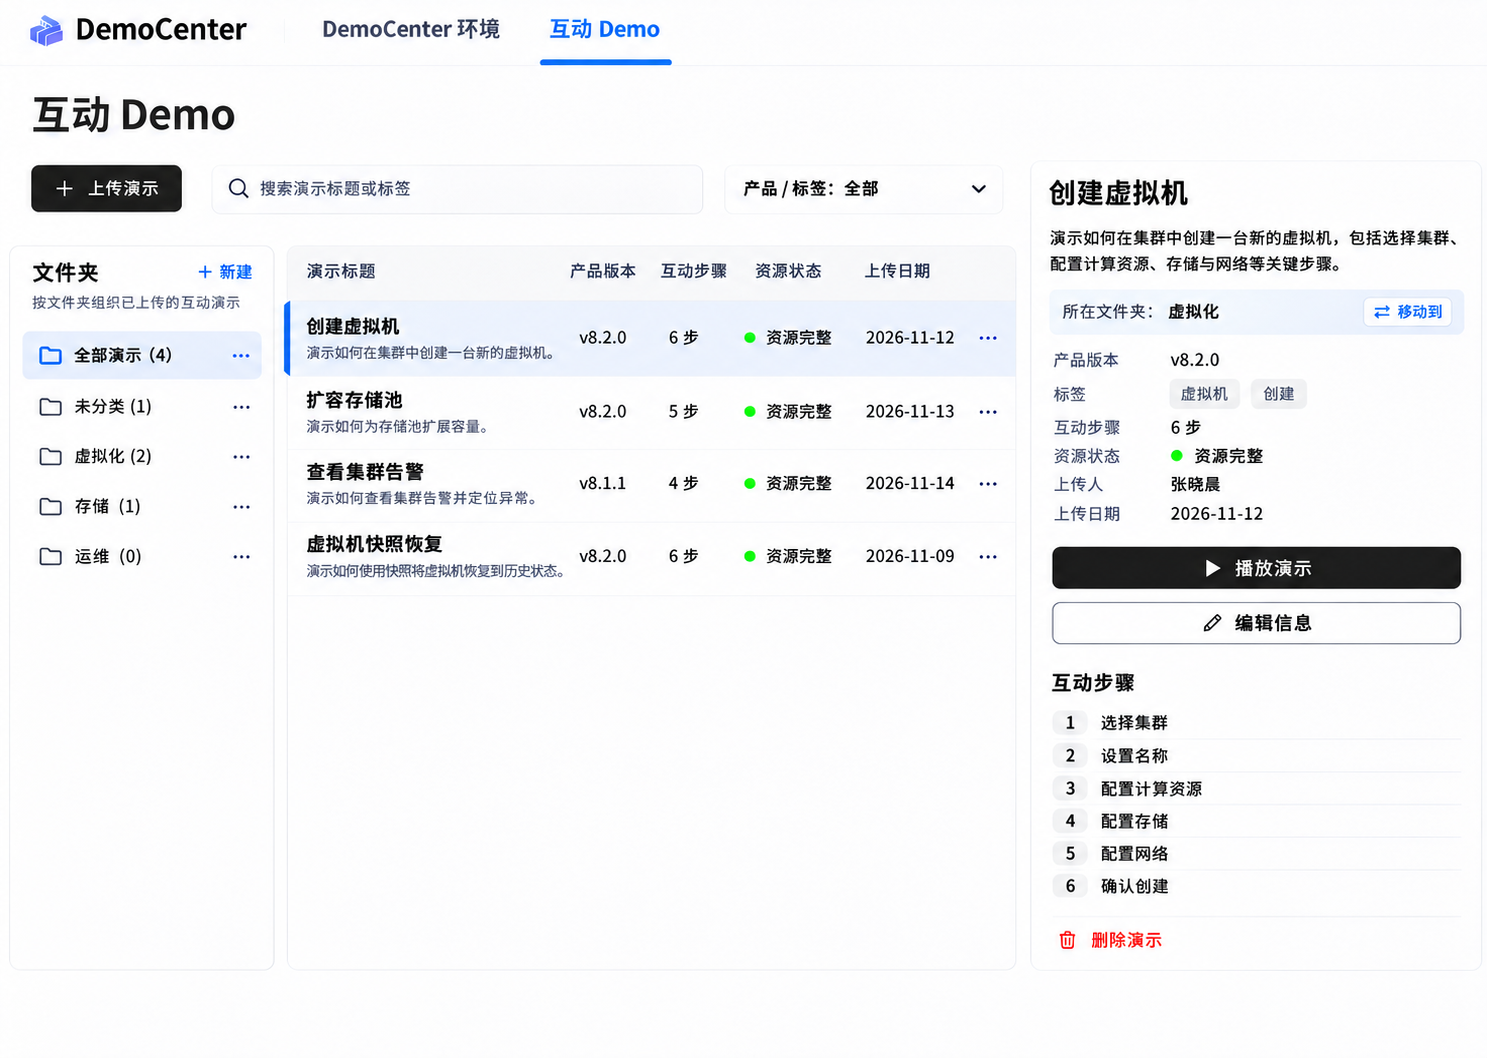 DemoCenter
DemoCenter 环境
互动 Demo
互动 Demo
+ 上传演示
搜索演示标题或标签
产品 / 标签：全部
文件夹
+ 新建
按文件夹组织已上传的互动演示
全部演示 (4) ···
未分类 (1) ···
虚拟化 (2) ···
存储 (1) ···
运维 (0) ···
演示标题 产品版本 互动步骤 资源状态 上传日期
创建虚拟机
演示如何在集群中创建一台新的虚拟机。
v8.2.0 6 步 资源完整 2026-11-12 ···
扩容存储池
演示如何为存储池扩展容量。
v8.2.0 5 步 资源完整 2026-11-13 ···
查看集群告警
演示如何查看集群告警并定位异常。
v8.1.1 4 步 资源完整 2026-11-14 ···
虚拟机快照恢复
演示如何使用快照将虚拟机恢复到历史状态。
v8.2.0 6 步 资源完整 2026-11-09 ···
创建虚拟机
演示如何在集群中创建一台新的虚拟机，包括选择集群、
配置计算资源、存储与网络等关键步骤。
所在文件夹： 虚拟化 移动到
产品版本 v8.2.0
标签 虚拟机 创建
互动步骤 6 步
资源状态 资源完整
上传人 张晓晨
上传日期 2026-11-12
播放演示
编辑信息
互动步骤
1 选择集群
2 设置名称
3 配置计算资源
4 配置存储
5 配置网络
6 确认创建
删除演示